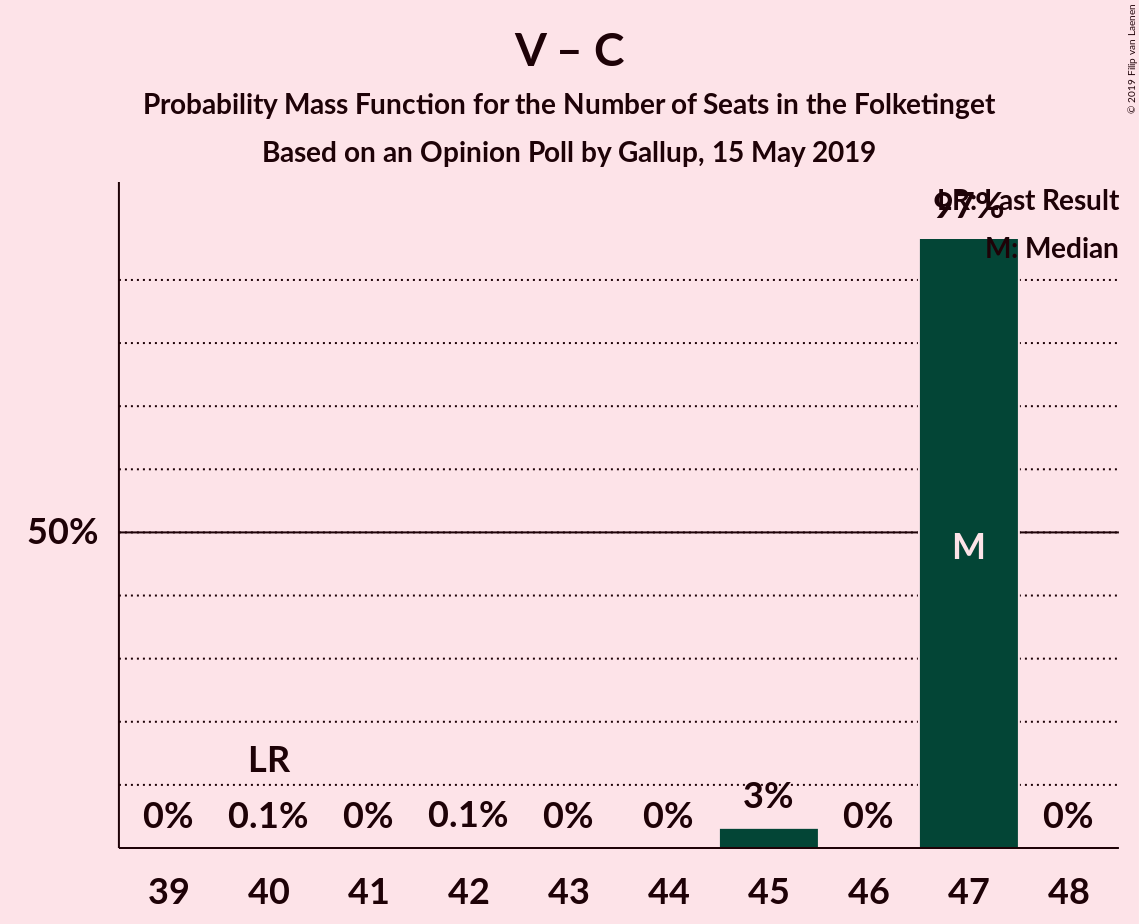 V – C
Probability Mass Function for the Number of Seats in the Folketinget
Based on an Opinion Poll by Gallup, 15 May 2019
© 2019 Filip van Laenen
97%
LR: Last Result
M: Median
50%
M
LR
0% 0.1% 0% 0.1% 0% 0% 3% 0% 0%
39 40 41 42 43 44 45 46 47 48